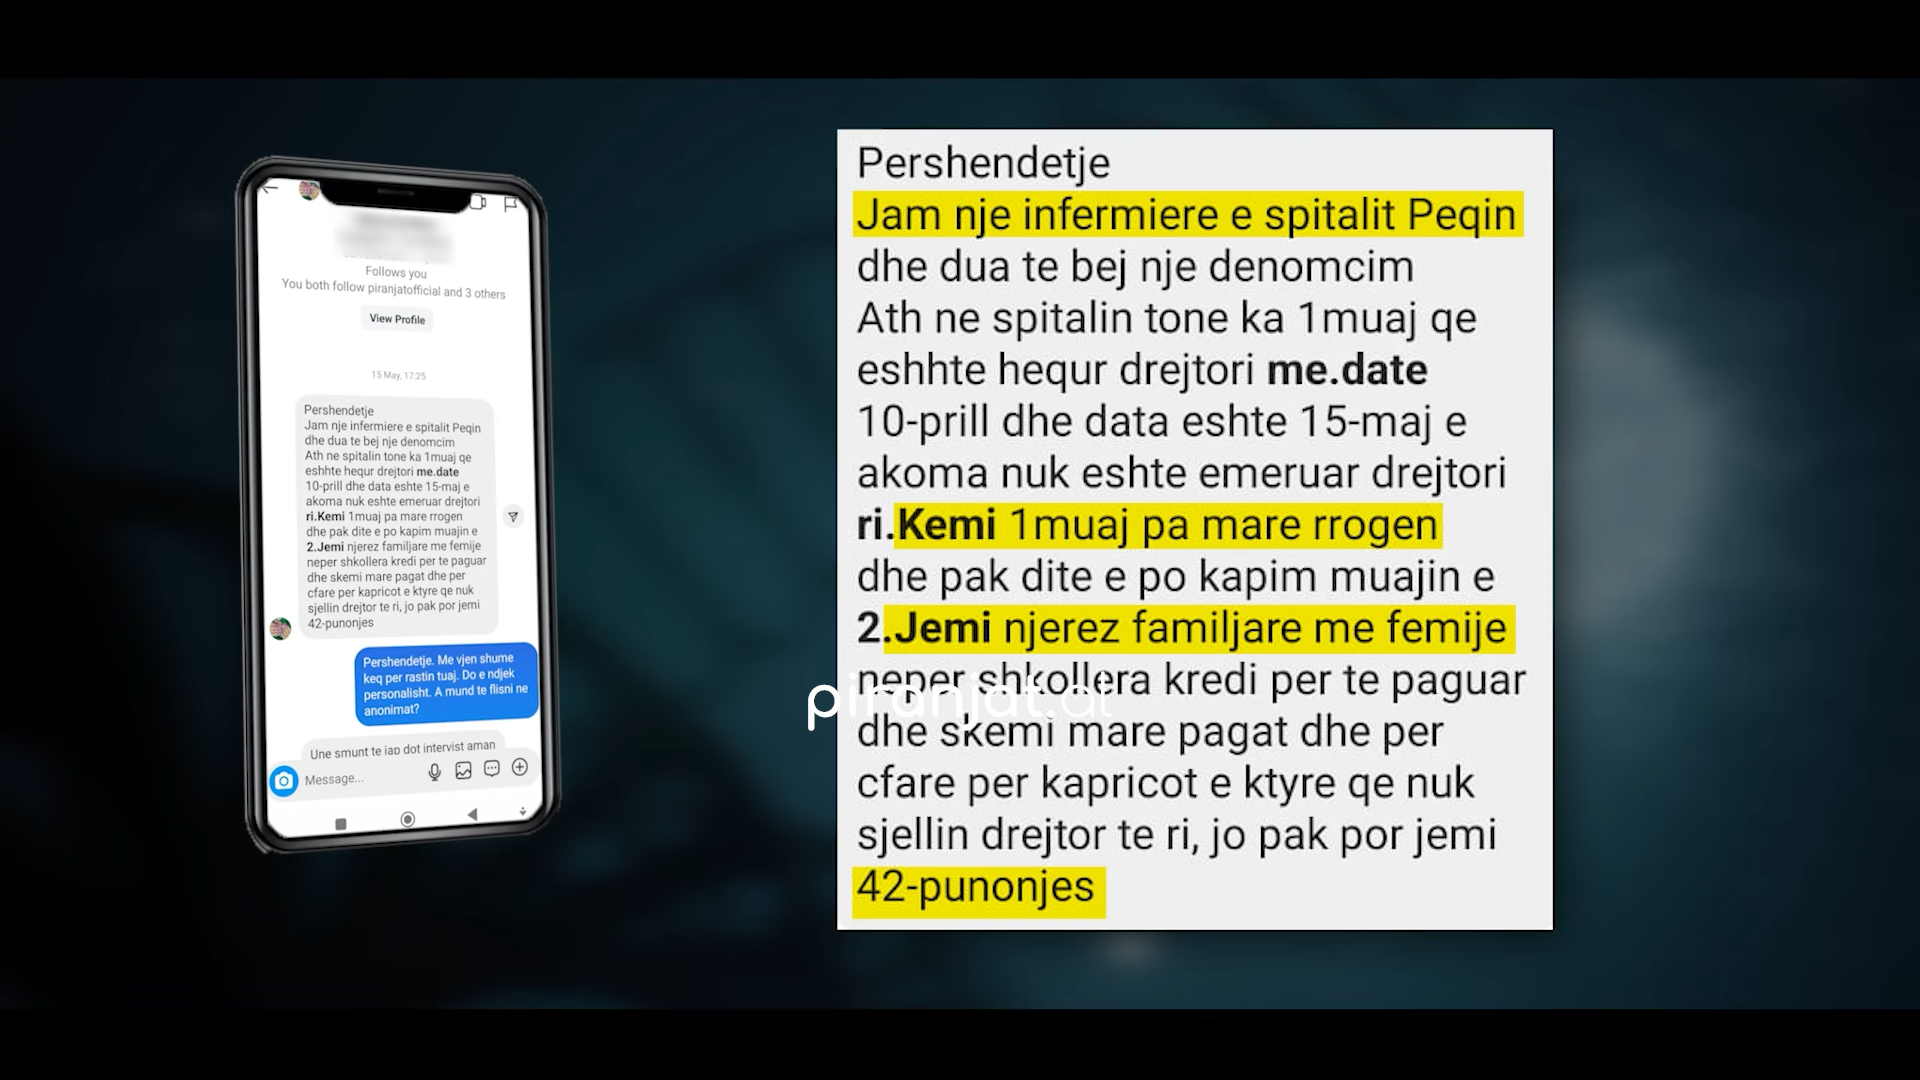 Follows you
You both follow piranjatofficial and 3 others
View Profile
15 May, 17:25
Pershendetje
Jam nje infermiere e spitalit Peqin
dhe dua te bej nje denomcim
Ath ne spitalin tone ka 1muaj qe
eshhte hequr drejtori me.date
10-prill dhe data eshte 15-maj e
akoma nuk eshte emeruar drejtori
ri.Kemi 1muaj pa mare rrogen
dhe pak dite e po kapim muajin e
2.Jemi njerez familjare me femije
neper shkollera kredi per te paguar
dhe skemi mare pagat dhe per
cfare per kapricot e ktyre qe nuk
sjellin drejtor te ri, jo pak por jemi
42-punonjes
Pershendetje. Me vjen shume
keq per rastin tuaj. Do e ndjek
personalisht. A mund te flisni ne
anonimat?
Une smunt te jap dot intervist aman
Message...
Pershendetje
Jam nje infermiere e spitalit Peqin
dhe dua te bej nje denomcim
Ath ne spitalin tone ka 1muaj qe
eshhte hequr drejtori me.date
10-prill dhe data eshte 15-maj e
akoma nuk eshte emeruar drejtori
ri.Kemi 1muaj pa mare rrogen
dhe pak dite e po kapim muajin e
2.Jemi njerez familjare me femije
neper shkollera kredi per te paguar
dhe skemi mare pagat dhe per
cfare per kapricot e ktyre qe nuk
sjellin drejtor te ri, jo pak por jemi
42-punonjes
piranjat.al